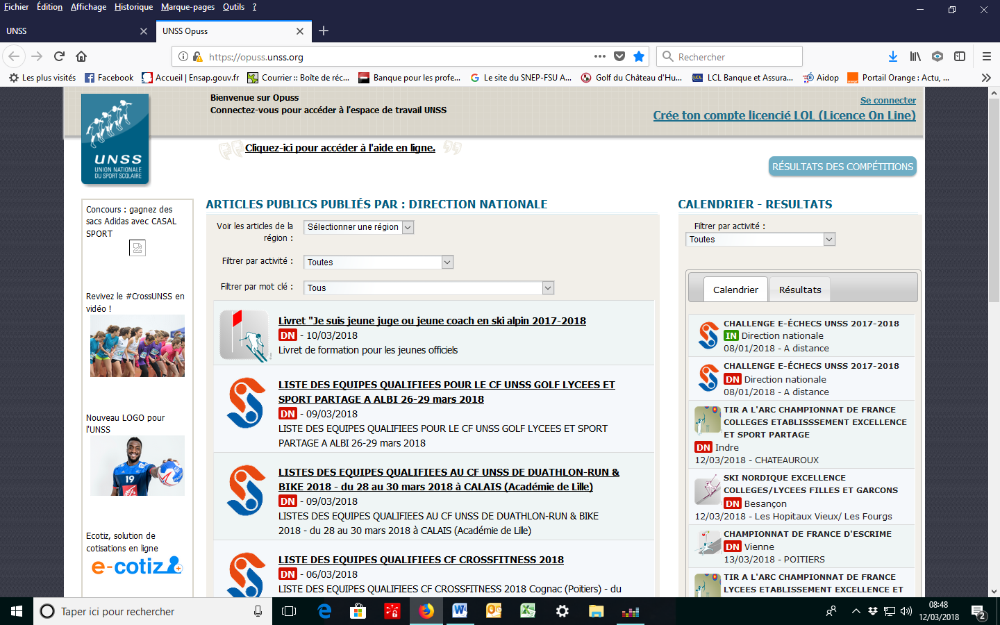 Fichier Édition Affichage Historique Marque-pages Outils ?
UNSS
UNSS Opuss
https://opuss.unss.org
Rechercher
Les plus visités Facebook Accueil | Ensap.gouv.fr Courrier :: Boîte de réc... Banque pour les profe... Le site du SNEP-FSU A... Golf du Château d'Hu... LCL Banque et Assura... Aidop Portail Orange : Actu, ...
Bienvenue sur Opuss
Connectez-vous pour accéder à l'espace de travail UNSS
Se connecter
Crée ton compte licencié LOL (Licence On Line)
UNSS
UNION NATIONALE
DU SPORT SCOLAIRE
Cliquez-ici pour accéder à l'aide en ligne.
RÉSULTATS DES COMPÉTITIONS
Concours : gagnez des
sacs Adidas avec CASAL
SPORT
Revivez le #CrossUNSS en
vidéo !
Nouveau LOGO pour
l'UNSS
19
Ecotiz, solution de
cotisations en ligne
e-cotiz
ARTICLES PUBLICS PUBLIÉS PAR : DIRECTION NATIONALE
Voir les articles de la
région :
Sélectionner une région
Filtrer par activité :
Toutes
Filtrer par mot clé :
Tous
Livret "Je suis jeune juge ou jeune coach en ski alpin 2017-2018
DN - 10/03/2018
Livret de formation pour les jeunes officiels
LISTE DES EQUIPES QUALIFIEES POUR LE CF UNSS GOLF LYCEES ET
SPORT PARTAGE A ALBI 26-29 mars 2018
DN - 09/03/2018
LISTE DES EQUIPES QUALIFIEES POUR LE CF UNSS GOLF LYCEES ET SPORT
PARTAGE A ALBI 26-29 mars 2018
LISTES DES EQUIPES QUALIFIEES AU CF UNSS DE DUATHLON-RUN &
BIKE 2018 - du 28 au 30 mars 2018 à CALAIS (Académie de Lille)
DN - 09/03/2018
LISTES DES EQUIPES QUALIFIEES AU CF UNSS DE DUATHLON-RUN & BIKE
2018 - du 28 au 30 mars 2018 à CALAIS (Académie de Lille)
LISTE DES EQUIPES QUALIFIEES CF CROSSFITNESS 2018
DN - 06/03/2018
LISTE DES EQUIPES QUALIFIEES CF CROSSFITNESS 2018 Cognac (Poitiers) - du
CALENDRIER - RESULTATS
Filtrer par activité :
Toutes
Calendrier Résultats
CHALLENGE E-ÉCHECS UNSS 2017-2018
IN Direction nationale
08/01/2018 - A distance
CHALLENGE E-ÉCHECS UNSS 2017-2018
DN Direction nationale
08/01/2018 - A distance
TIR A L'ARC CHAMPIONNAT DE FRANCE
COLLEGES ETABLISSSEMENT EXCELLENCE
ET SPORT PARTAGE
DN Indre
12/03/2018 - CHATEAUROUX
SKI NORDIQUE EXCELLENCE
COLLEGES/LYCEES FILLES ET GARCONS
DN Besançon
12/03/2018 - Les Hopitaux Vieux/ Les Fourgs
CHAMPIONNAT DE FRANCE D'ESCRIME
DN Vienne
13/03/2018 - POITIERS
TIR A L'ARC CHAMPIONNAT DE FRANCE
LYCEES ETABLISSEMENT EXCELLENCE ET
Taper ici pour rechercher
08:48
12/03/2018
2